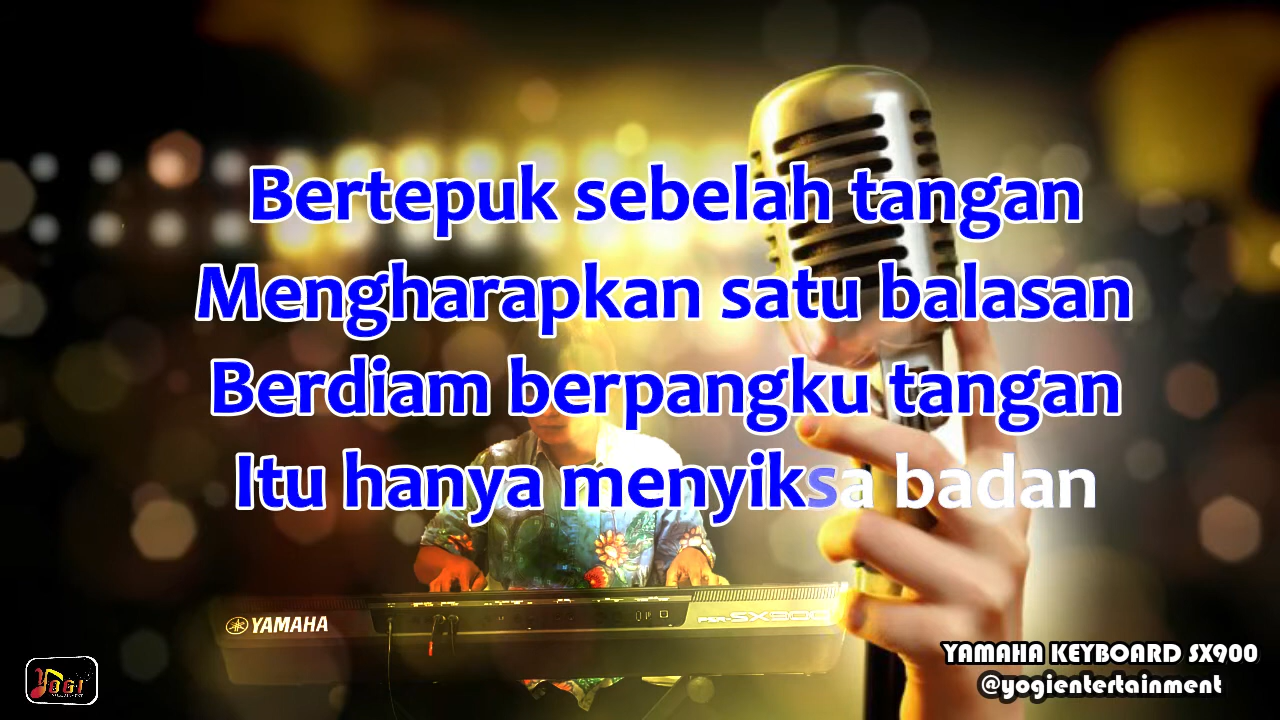 Bertepuk sebelah tangan
Mengharapkan satu balasan
Berdiam berpangku tangan
Itu hanya menyiksa badan
YAMAHA
PSR-SX900
YAMAHA KEYBOARD SX900
@yogientertainment
YOGI